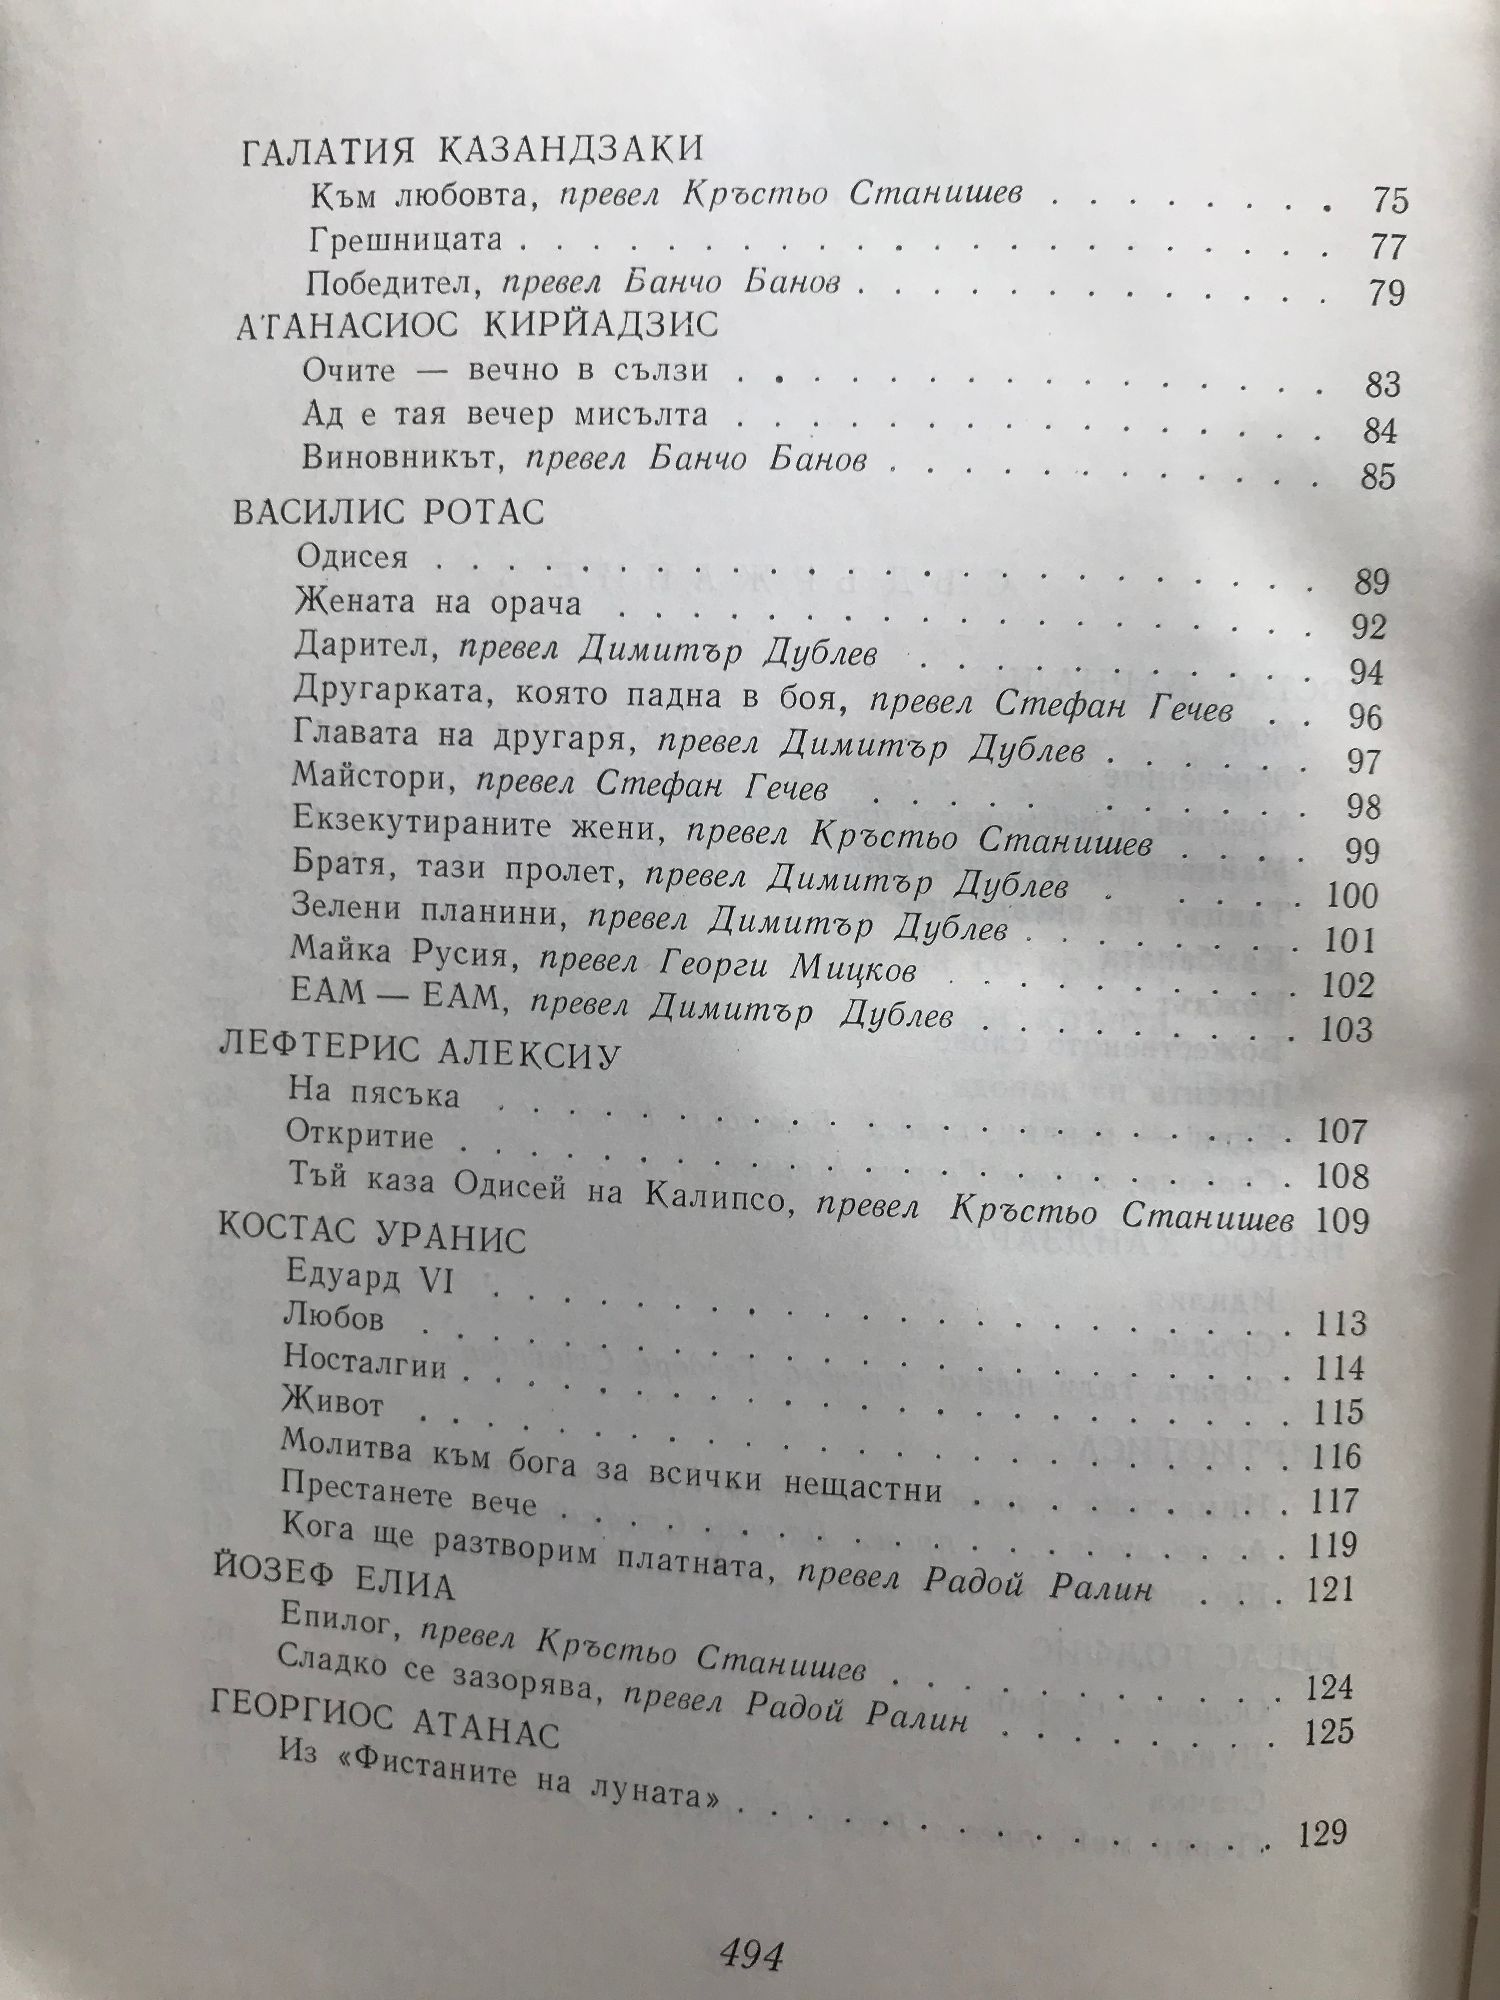 ГАЛАТИЯ КАЗАНДЗАКИ
Към любовта, превел Кръстьо Станишев . . . . . . . . 75
Грешницата . . . . . . . . . . . . . . . . . . . . . . 77
Победител, превел Банчо Банов . . . . . . . . . . . . . 79
АТАНАСИОС КИРЙАДЗИС
Очите — вечно в сълзи . . . . . . . . . . . . . . . . 83
Ад е тая вечер мисълта . . . . . . . . . . . . . . . . 84
Виновникът, превел Банчо Банов . . . . . . . . . . . . 85
ВАСИЛИС РОТАС
Одисея . . . . . . . . . . . . . . . . . . . . . . . . 89
Жената на орача . . . . . . . . . . . . . . . . . . . 92
Дарител, превел Димитър Дублев . . . . . . . . . . . 94
Другарката, която падна в боя, превел Стефан Гечев . . 96
Главата на другаря, превел Димитър Дублев . . . . . . 97
Майстори, превел Стефан Гечев . . . . . . . . . . . . 98
Екзекутираните жени, превел Кръстьо Станишев . . . . 99
Братя, тази пролет, превел Димитър Дублев . . . . . 100
Зелени планини, превел Димитър Дублев . . . . . . . . 101
Майка Русия, превел Георги Мицков . . . . . . . . . . 102
ЕАМ — ЕАМ, превел Димитър Дублев . . . . . . . . . 103
ЛЕФТЕРИС АЛЕКСИУ
На пясъка . . . . . . . . . . . . . . . . . . . . . . 107
Откритие . . . . . . . . . . . . . . . . . . . . . . . 108
Тъй каза Одисей на Калипсо, превел Кръстьо Станишев 109
КОСТАС УРАНИС
Едуард VI . . . . . . . . . . . . . . . . . . . . . . 113
Любов . . . . . . . . . . . . . . . . . . . . . . . . 114
Носталгии . . . . . . . . . . . . . . . . . . . . . . 115
Живот . . . . . . . . . . . . . . . . . . . . . . . . 116
Молитва към бога за всички нещастни . . . . . . . . . 117
Престанете вече . . . . . . . . . . . . . . . . . . . 119
Кога ще разтворим платната, превел Радой Ралин . . . 121
ЙОЗЕФ ЕЛИА
Епилог, превел Кръстьо Станишев . . . . . . . . . . . 124
Сладко се зазорява, превел Радой Ралин . . . . . . . . 125
ГЕОРГИОС АТАНАС
Из «Фистаните на луната» . . . . . . . . . . . . . . . 129
494